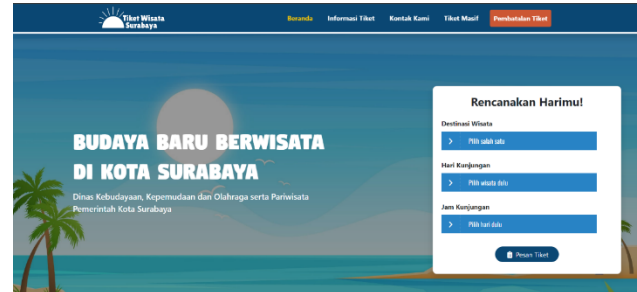 Tiket Wisata
Surabaya
Beranda Informasi Tiket Kontak Kami Tiket Masif Pembatalan Tiket
BUDAYA BARU BERWISATA
DI KOTA SURABAYA
Dinas Kebudayaan, Kepemudaan dan Olahraga serta Pariwisata
Pemerintah Kota Surabaya
Rencanakan Harimu!
Destinasi Wisata
Pilih salah satu
Hari Kunjungan
Pilih wisata dulu
Jam Kunjungan
Pilih hari dulu
Pesan Tiket